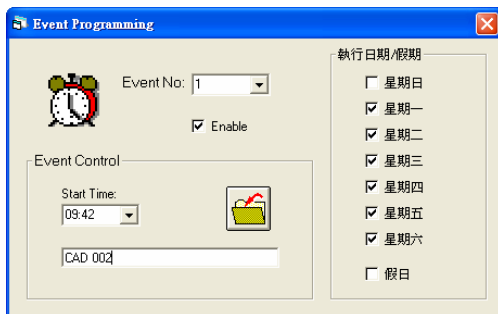 Event Programming
Event No: 1
Enable
Event Control
Start Time:
09:42
CAD 002
執行日期/假期
星期日
星期一
星期二
星期三
星期四
星期五
星期六
假日